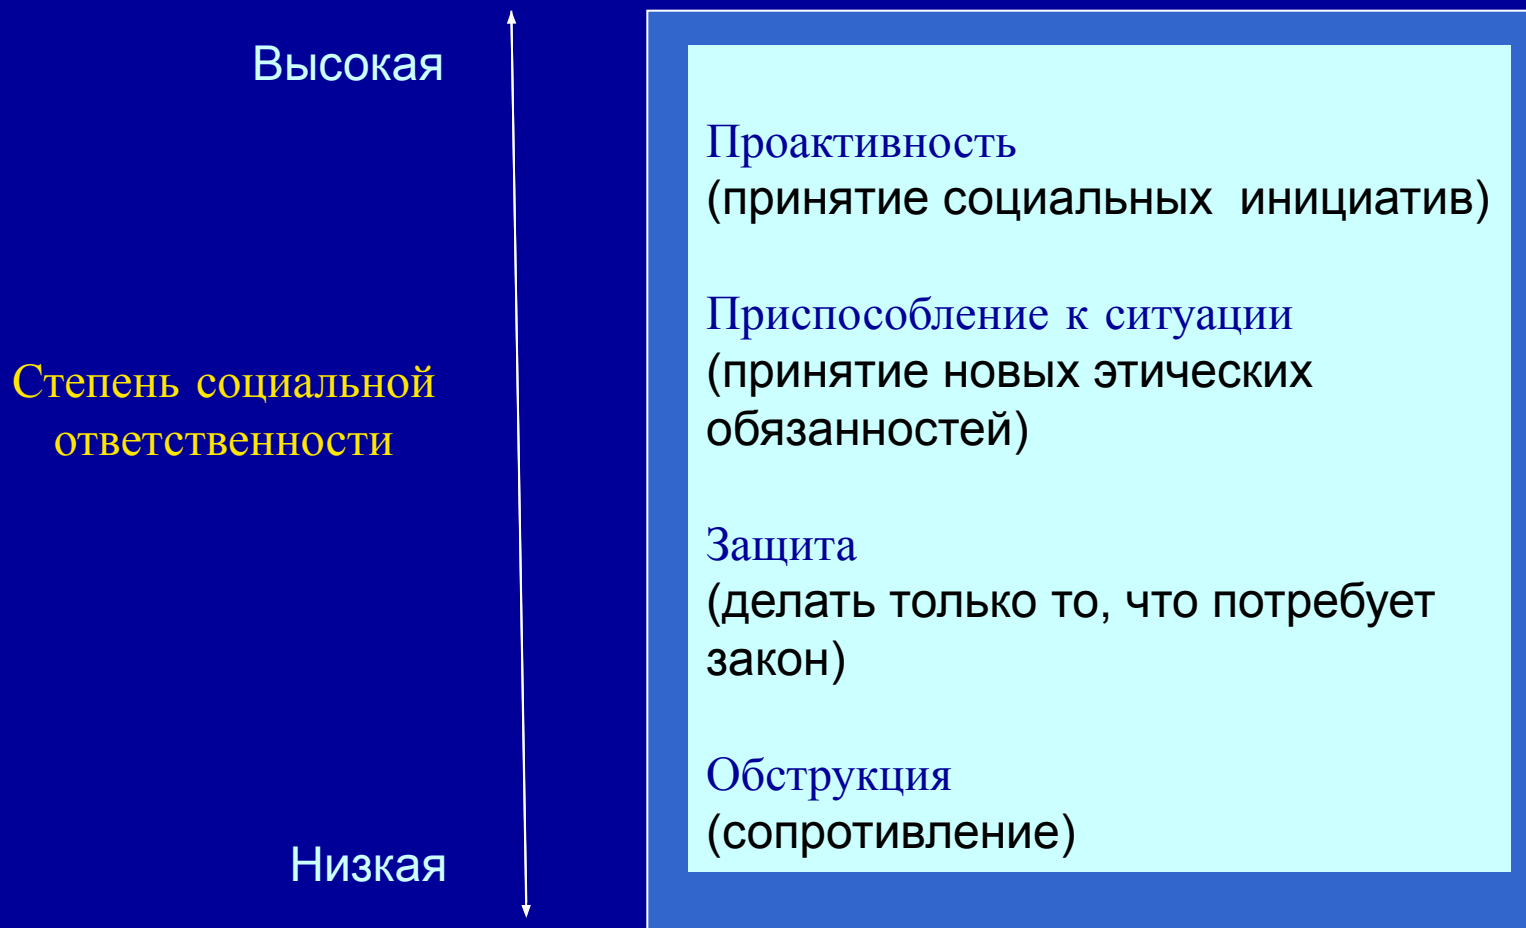 Высокая
Степень социальной
ответственности
Низкая
Проактивность
(принятие социальных  инициатив)
Приспособление к ситуации
(принятие новых этических
обязанностей)
Защита
(делать только то, что потребует
закон)
Обструкция
(сопротивление)